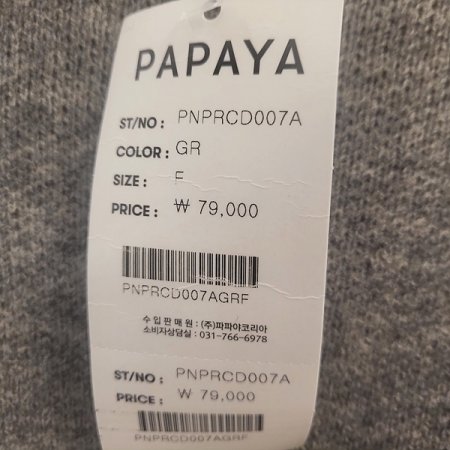 PAPAYA
ST/NO : PNPRCD007A
COLOR : GR
SIZE : F
PRICE : ₩ 79,000
PNPRCD007AGRF
수 입 판 매 원 : (주)파파야코리아
소비자상담실 : 031-766-6978
ST/NO : PNPRCD007A
PRICE : ₩ 79,000
PNPRCD007AGRF